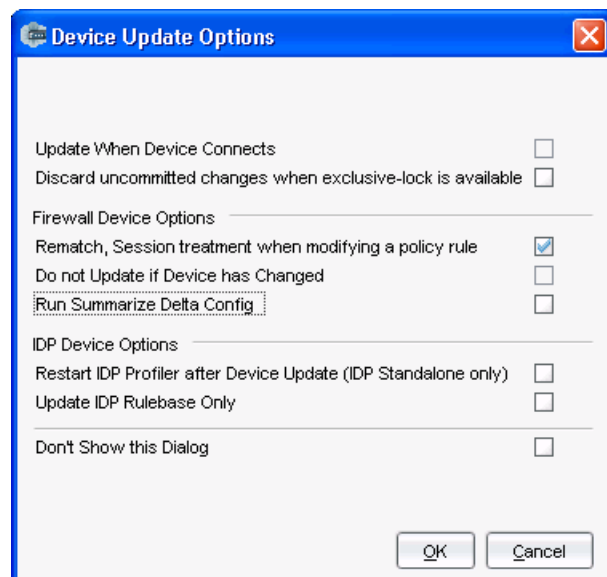 Device Update Options
Update When Device Connects
Discard uncommitted changes when exclusive-lock is available
Firewall Device Options
Rematch, Session treatment when modifying a policy rule
Do not Update if Device has Changed
Run Summarize Delta Config
IDP Device Options
Restart IDP Profiler after Device Update (IDP Standalone only)
Update IDP Rulebase Only
Don't Show this Dialog
OK Cancel